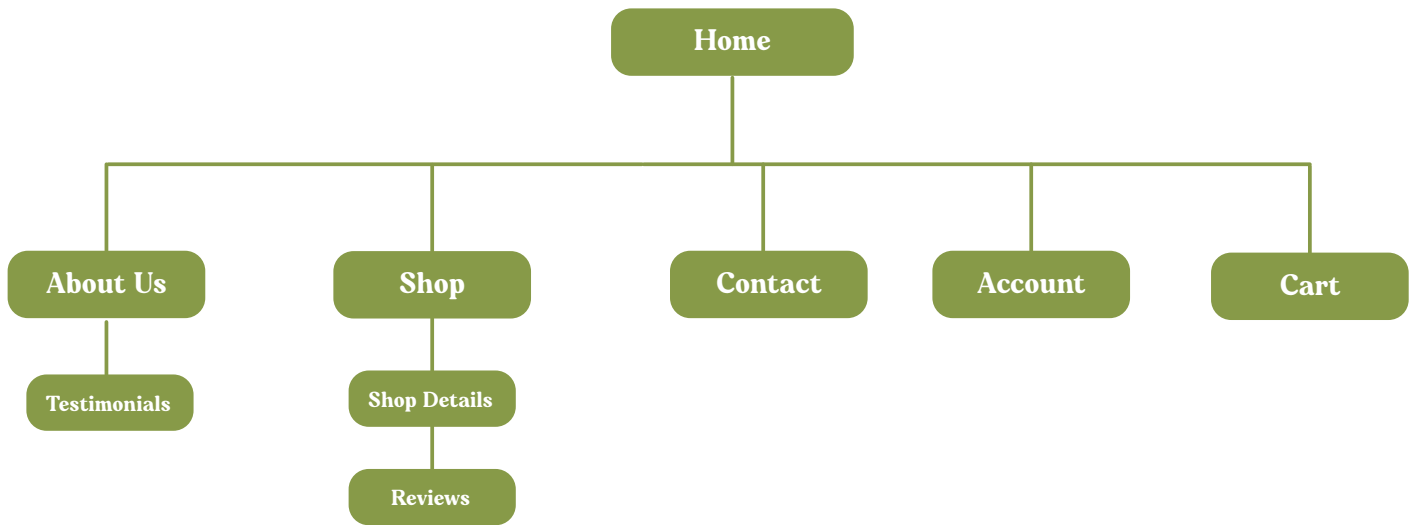 Home
About Us
Shop
Contact
Account
Cart
Testimonials
Shop Details
Reviews